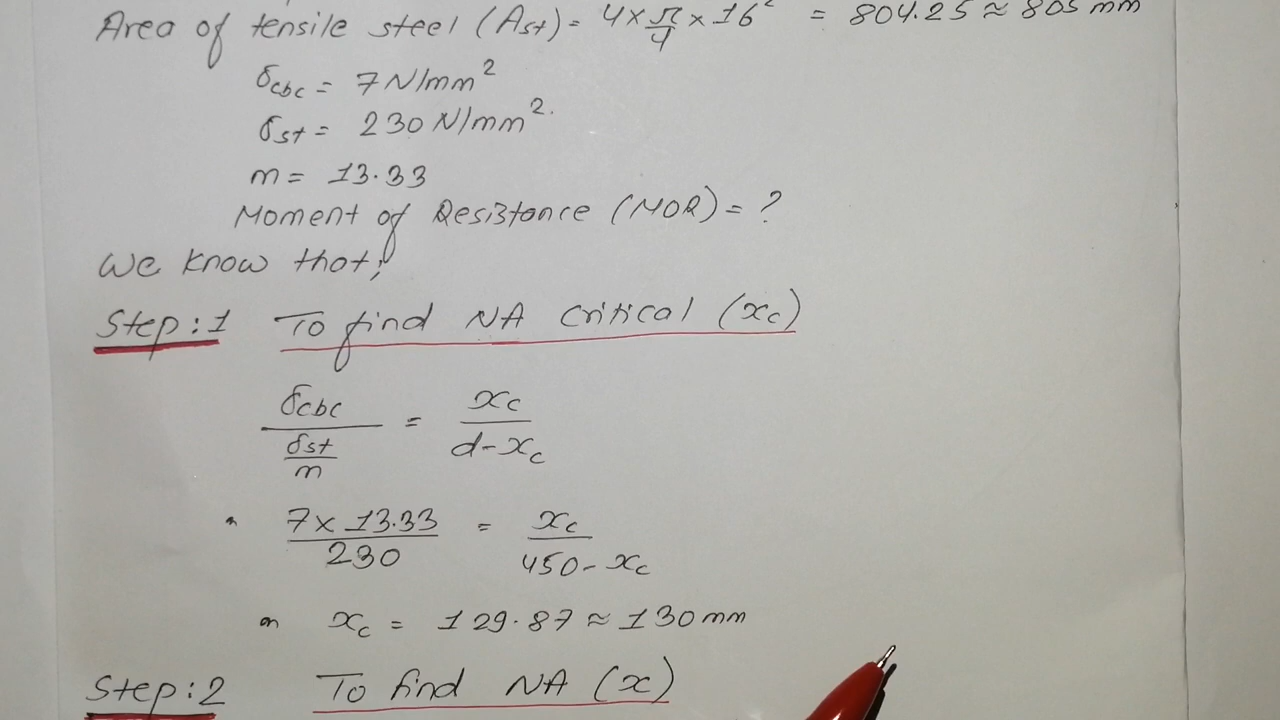 Area of tensile steel (Ast) = 4 × π/4 × 16² = 804.25 ≈ 805 mm
σcbc = 7 N/mm²
σst = 230 N/mm².
m = 13.33
Moment of Resistance (MOR) = ?
We know that;
Step:1 To find NA critical (xc)
σcbc / (σst/m) = xc / (d-xc)
7 × 13.33 / 230 = xc / (450 - xc)
xc = 129.87 ≈ 130 mm
Step:2 To find NA (x)